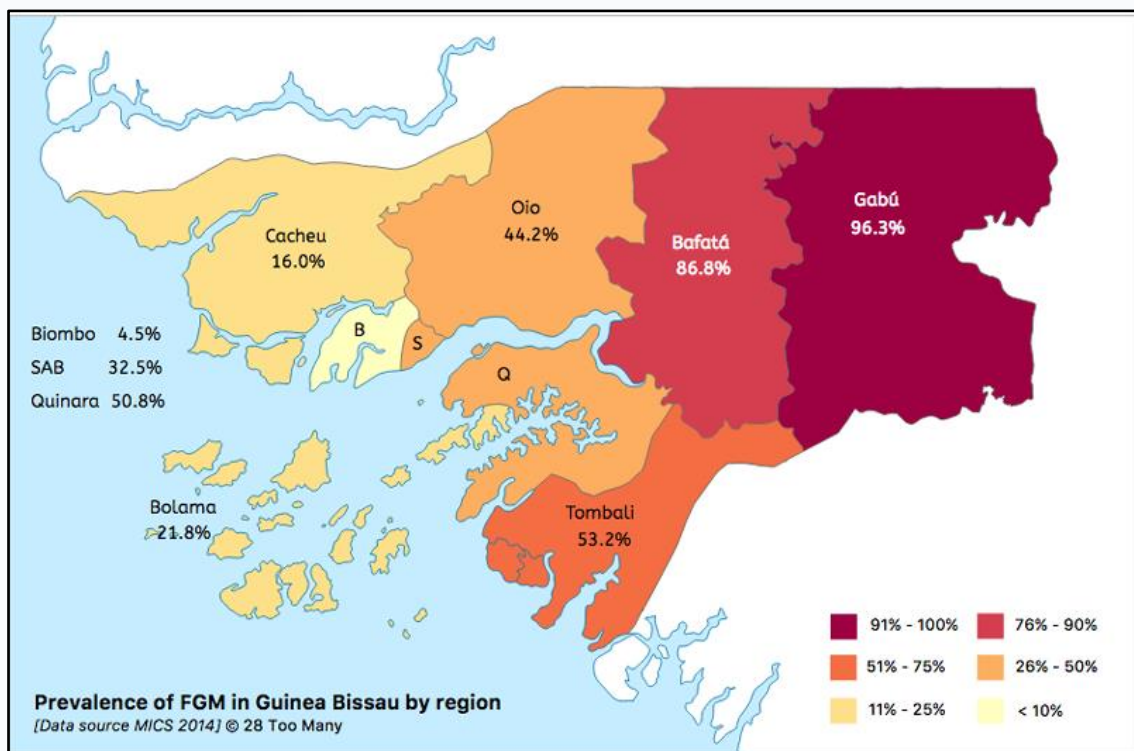 Oio
44.2%
Gabú
96.3%
Cacheu
16.0%
Bafatá
86.8%
B
S
Q
Biombo 4.5%
SAB 32.5%
Quinara 50.8%
Bolama
21.8%
Tombali
53.2%
91% - 100% 76% - 90%
51% - 75% 26% - 50%
11% - 25% < 10%
Prevalence of FGM in Guinea Bissau by region
[Data source MICS 2014] © 28 Too Many